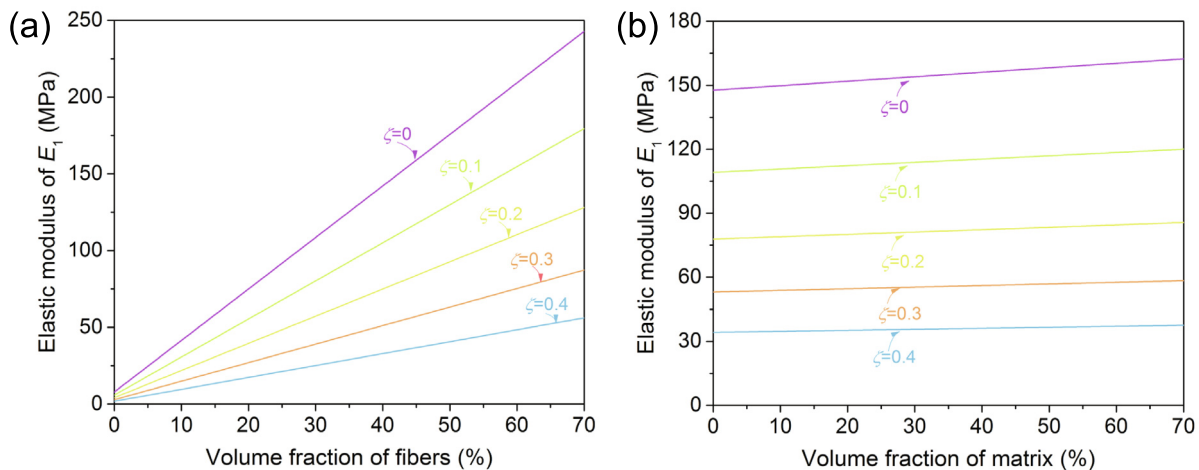 (a)
250
200
150
100
50
0
Elastic modulus of E₁ (MPa)
ζ=0
ζ=0.1
ζ=0.2
ζ=0.3
ζ=0.4
0 10 20 30 40 50 60 70
Volume fraction of fibers (%)
(b)
180
150
120
90
60
30
0
Elastic modulus of E₁ (MPa)
ζ=0
ζ=0.1
ζ=0.2
ζ=0.3
ζ=0.4
0 10 20 30 40 50 60 70
Volume fraction of matrix (%)